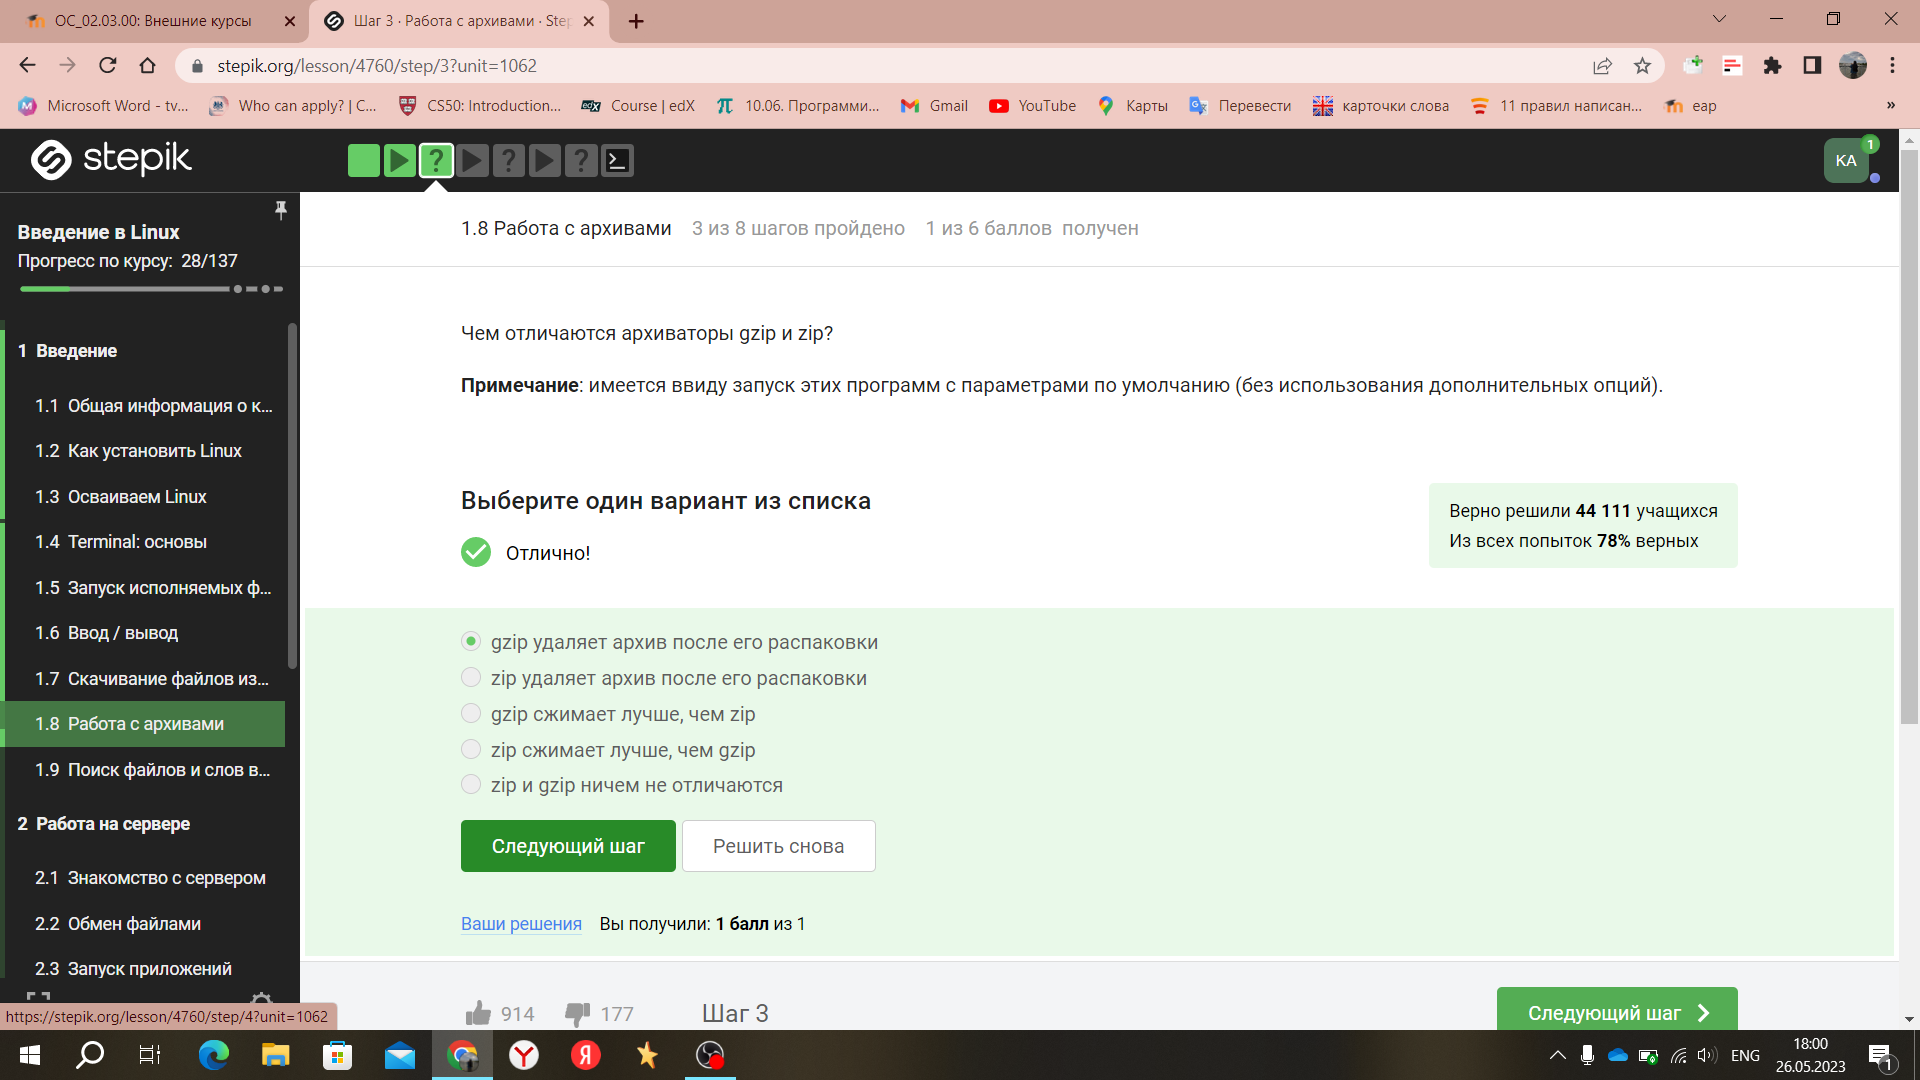 ОС_02.03.00: Внешние курсы
Шаг 3 · Работа с архивами · Step
stepik.org/lesson/4760/step/3?unit=1062
Microsoft Word - tv...
Who can apply? | C...
CS50: Introduction...
edX
Course | edX
10.06. Программи...
Gmail
YouTube
Карты
Перевести
карточки слова
11 правил написан...
eap
»
stepik
KA
1
Введение в Linux
Прогресс по курсу: 28/137
1 Введение
1.1 Общая информация о к...
1.2 Как установить Linux
1.3 Осваиваем Linux
1.4 Terminal: основы
1.5 Запуск исполняемых ф...
1.6 Ввод / вывод
1.7 Скачивание файлов из...
1.8 Работа с архивами
1.9 Поиск файлов и слов в...
2 Работа на сервере
2.1 Знакомство с сервером
2.2 Обмен файлами
2.3 Запуск приложений
https://stepik.org/lesson/4760/step/4?unit=1062
1.8 Работа с архивами 3 из 8 шагов пройдено 1 из 6 баллов получен
Чем отличаются архиваторы gzip и zip?
Примечание: имеется ввиду запуск этих программ с параметрами по умолчанию (без использования дополнительных опций).
Выберите один вариант из списка
Отлично!
Верно решили 44 111 учащихся
Из всех попыток 78% верных
gzip удаляет архив после его распаковки
zip удаляет архив после его распаковки
gzip сжимает лучше, чем zip
zip сжимает лучше, чем gzip
zip и gzip ничем не отличаются
Следующий шаг
Решить снова
Ваши решения Вы получили: 1 балл из 1
914
177
Шаг 3
Следующий шаг
ENG
18:00
26.05.2023
1